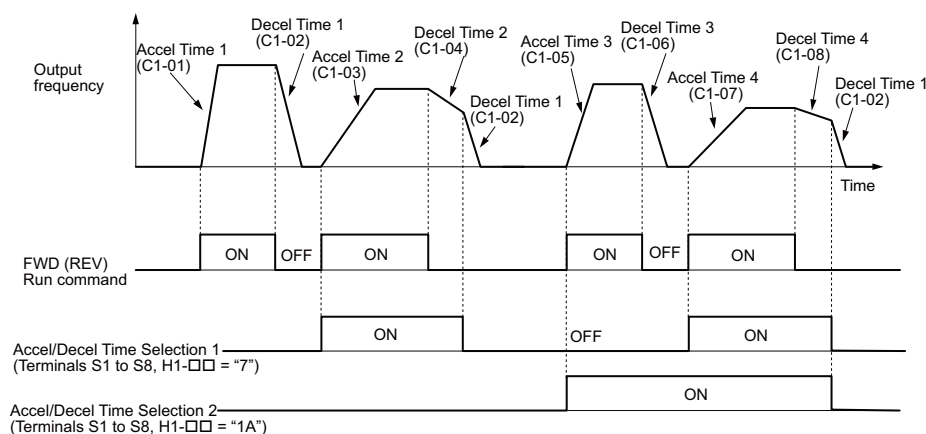 Accel Time 1
(C1-01)
Decel Time 1
(C1-02)
Accel Time 2
(C1-03)
Decel Time 2
(C1-04)
Decel Time 1
(C1-02)
Accel Time 3
(C1-05)
Decel Time 3
(C1-06)
Accel Time 4
(C1-07)
Decel Time 4
(C1-08)
Decel Time 1
(C1-02)
Output
frequency
Time
FWD (REV)
Run command
ON
OFF
ON
ON
OFF
ON
Accel/Decel Time Selection 1
(Terminals S1 to S8, H1-□□ = “7”)
ON
OFF
ON
Accel/Decel Time Selection 2
(Terminals S1 to S8, H1-□□ = “1A”)
ON